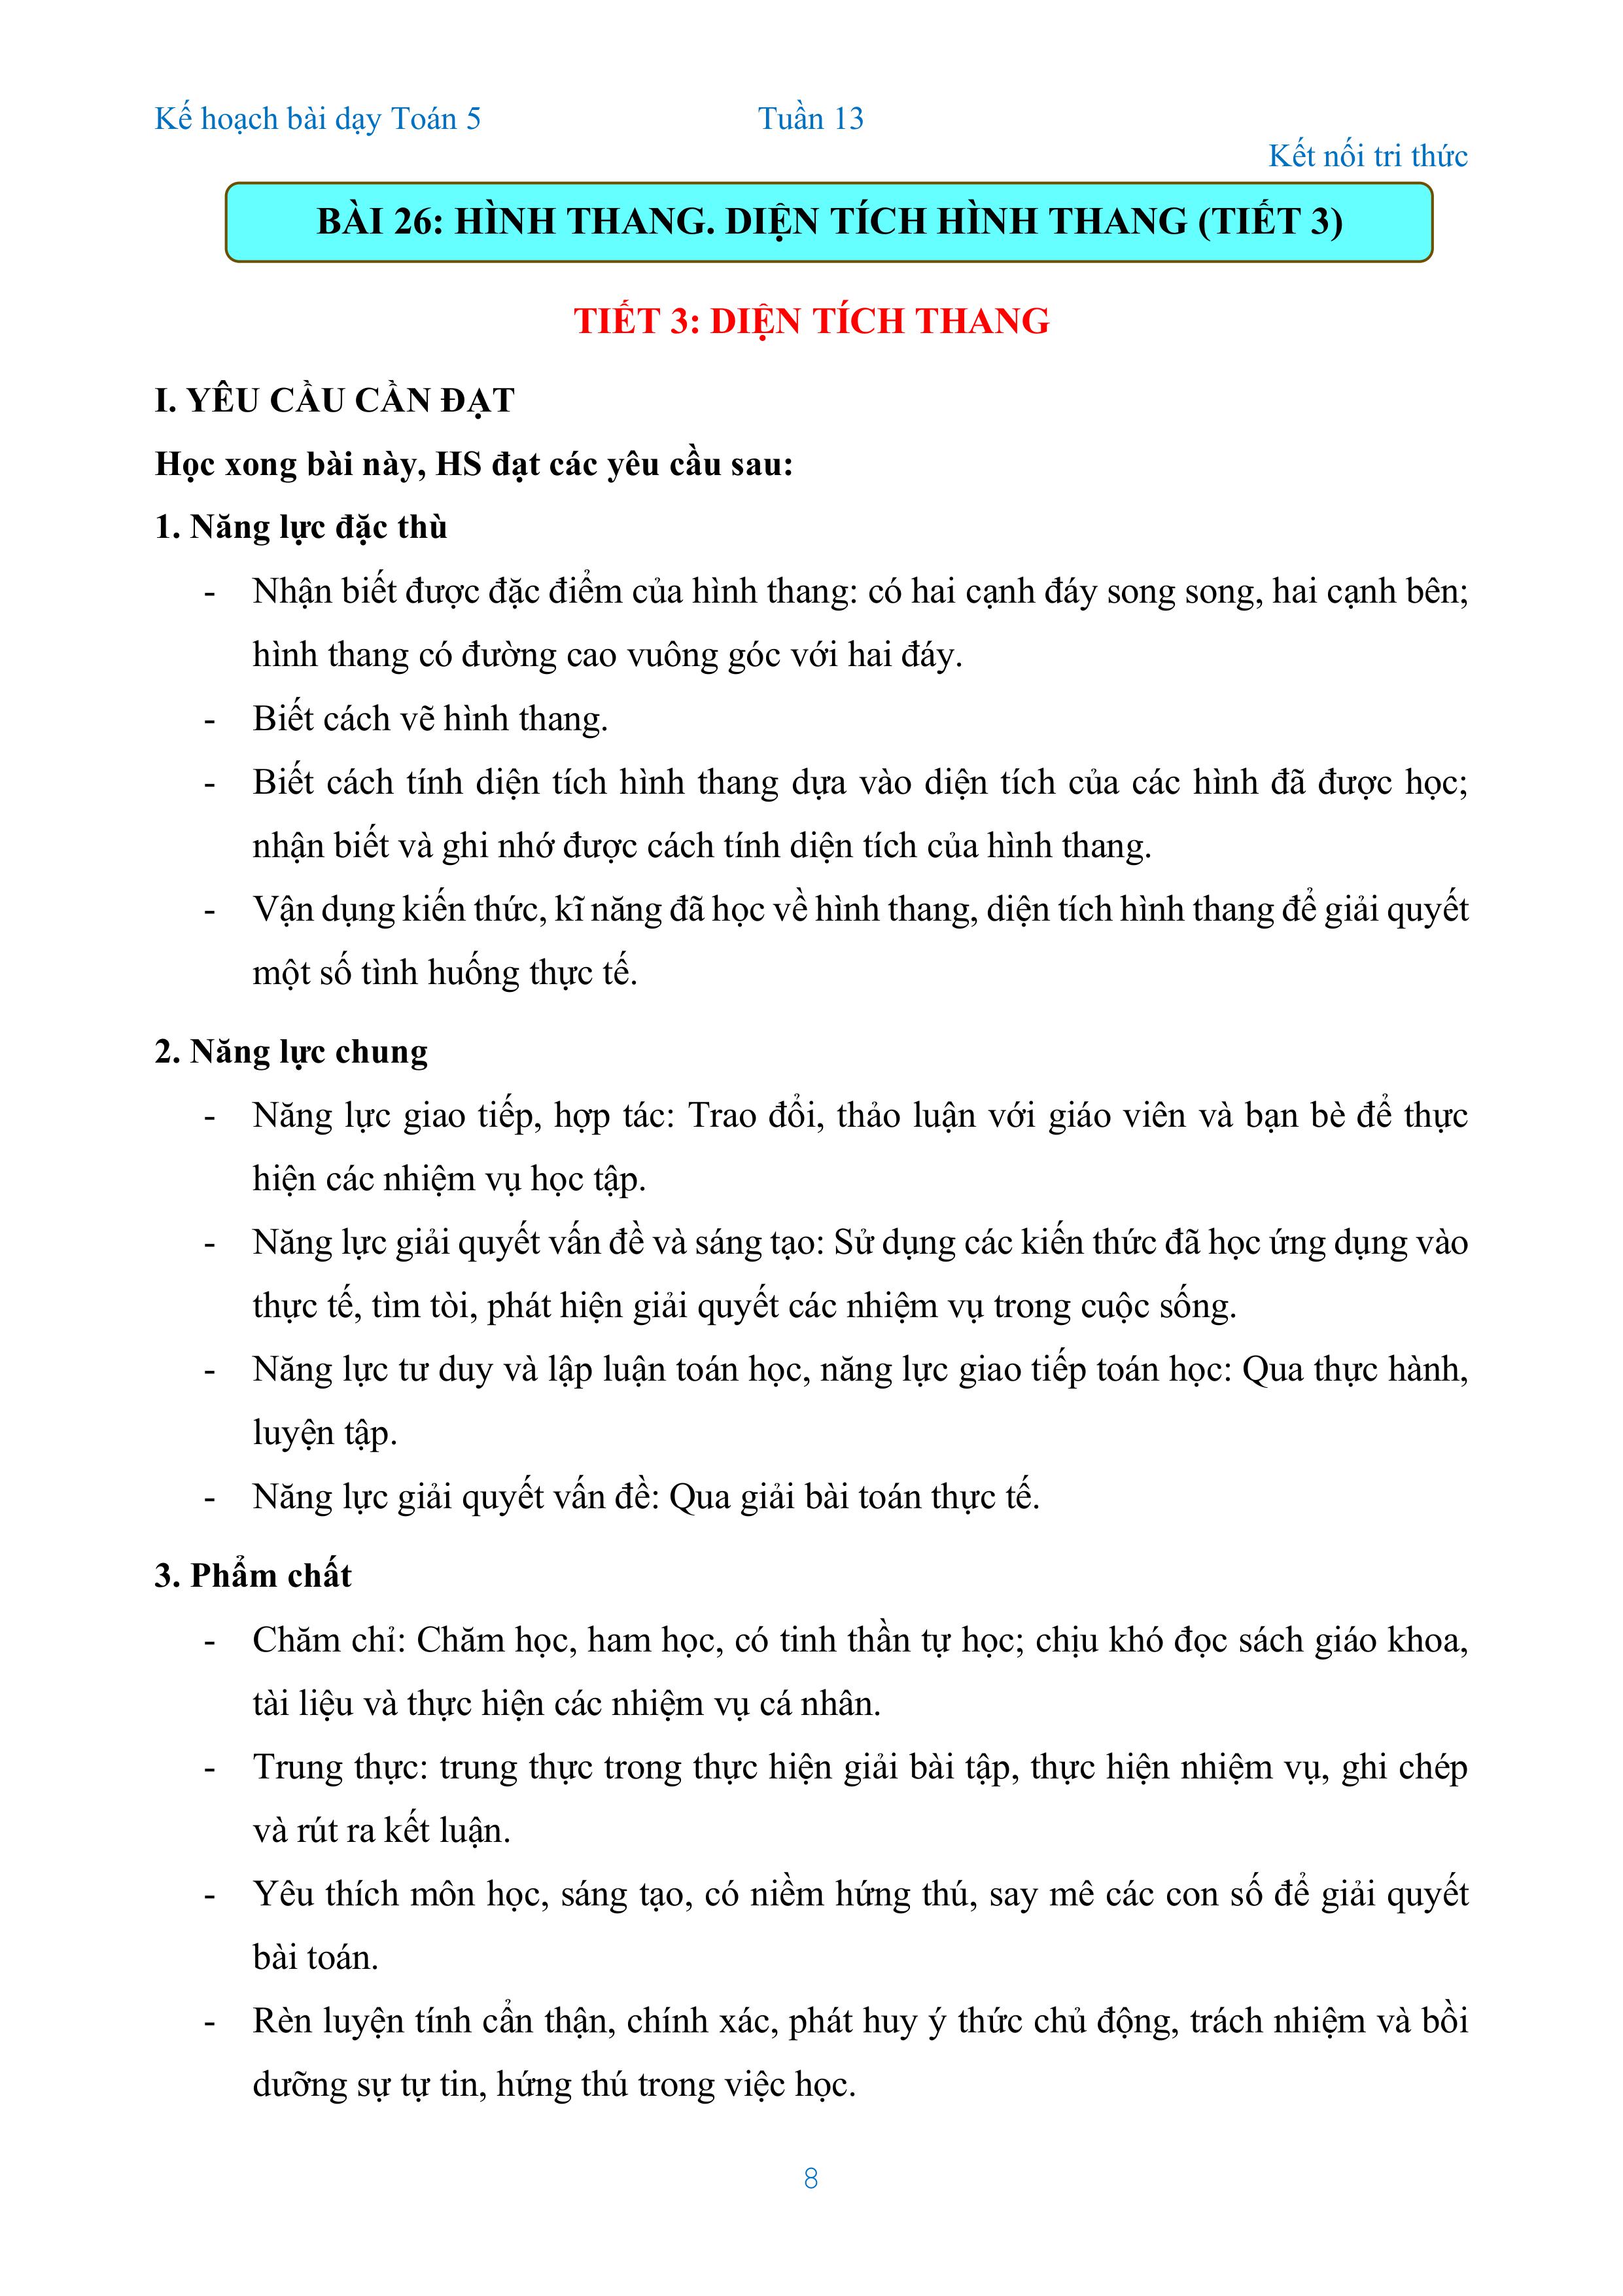 Kế hoạch bài dạy Toán 5 Tuần 13
Kết nối tri thức
BÀI 26: HÌNH THANG. DIỆN TÍCH HÌNH THANG (TIẾT 3)
TIẾT 3: DIỆN TÍCH THANG
I. YÊU CẦU CẦN ĐẠT
Học xong bài này, HS đạt các yêu cầu sau:
1. Năng lực đặc thù
- Nhận biết được đặc điểm của hình thang: có hai cạnh đáy song song, hai cạnh bên;
hình thang có đường cao vuông góc với hai đáy.
- Biết cách vẽ hình thang.
- Biết cách tính diện tích hình thang dựa vào diện tích của các hình đã được học;
nhận biết và ghi nhớ được cách tính diện tích của hình thang.
- Vận dụng kiến thức, kĩ năng đã học về hình thang, diện tích hình thang để giải quyết
một số tình huống thực tế.
2. Năng lực chung
- Năng lực giao tiếp, hợp tác: Trao đổi, thảo luận với giáo viên và bạn bè để thực
hiện các nhiệm vụ học tập.
- Năng lực giải quyết vấn đề và sáng tạo: Sử dụng các kiến thức đã học ứng dụng vào
thực tế, tìm tòi, phát hiện giải quyết các nhiệm vụ trong cuộc sống.
- Năng lực tư duy và lập luận toán học, năng lực giao tiếp toán học: Qua thực hành,
luyện tập.
- Năng lực giải quyết vấn đề: Qua giải bài toán thực tế.
3. Phẩm chất
- Chăm chỉ: Chăm học, ham học, có tinh thần tự học; chịu khó đọc sách giáo khoa,
tài liệu và thực hiện các nhiệm vụ cá nhân.
- Trung thực: trung thực trong thực hiện giải bài tập, thực hiện nhiệm vụ, ghi chép
và rút ra kết luận.
- Yêu thích môn học, sáng tạo, có niềm hứng thú, say mê các con số để giải quyết
bài toán.
- Rèn luyện tính cẩn thận, chính xác, phát huy ý thức chủ động, trách nhiệm và bồi
dưỡng sự tự tin, hứng thú trong việc học.
8